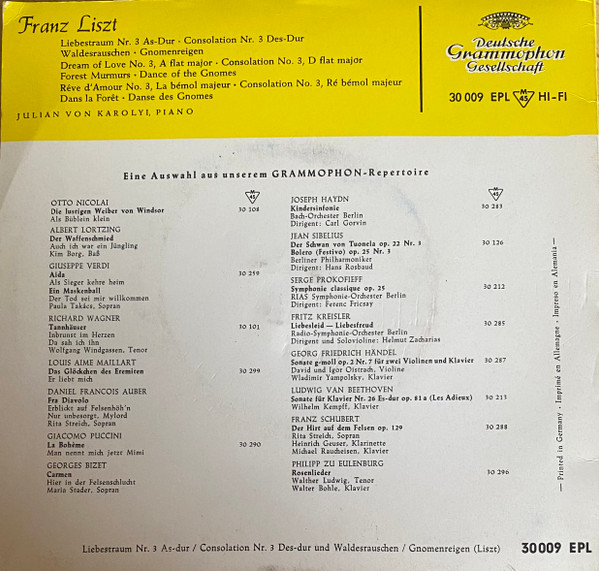 Franz Liszt
Liebestraum Nr. 3 As-Dur · Consolation Nr. 3 Des-Dur
Waldesrauschen · Gnomenreigen
Dream of Love No. 3, A flat major · Consolation No. 3, D flat major
Forest Murmurs · Dance of the Gnomes
Rêve d'Amour No. 3, La bémol majeur · Consolation No. 3, Ré bémol majeur
Dans la Forêt · Danse des Gnomes
JULIAN VON KAROLYI, PIANO
Deutsche
Grammophon
Gesellschaft
30 009 EPL M 45 HI-FI
Eine Auswahl aus unserem GRAMMOPHON-Repertoire
M 45
OTTO NICOLAI
Die lustigen Weiber von Windsor 30 108
Als Büblein klein
ALBERT LORTZING
Der Waffenschmied
Auch ich war ein Jüngling
Kim Borg, Baß
GIUSEPPE VERDI
Aida 30 259
Als Sieger kehre heim
Ein Maskenball
Der Tod sei mir willkommen
Paula Takács, Sopran
RICHARD WAGNER
Tannhäuser 30 101
Inbrunst im Herzen
Da sah ich ihn
Wolfgang Windgassen, Tenor
LOUIS AIME MAILLART
Das Glöckchen des Eremiten 30 299
Er liebt mich
DANIEL FRANCOIS AUBER
Fra Diavolo
Erblickt auf Felsenhöh'n
Nur unbesorgt, Mylord
Rita Streich, Sopran
GIACOMO PUCCINI
La Bohème 30 290
Man nennt mich jetzt Mimi
GEORGES BIZET
Carmen
Hier in der Felsenschlucht
Maria Stader, Sopran
M 45
JOSEPH HAYDN
Kindersinfonie 30 283
Bach-Orchester Berlin
Dirigent: Carl Gorvin
JEAN SIBELIUS
Der Schwan von Tuonela op. 22 Nr. 3 30 126
Bolero (Festivo) op. 25 Nr. 3
Berliner Philharmoniker
Dirigent: Hans Rosbaud
SERGE PROKOFIEFF
Symphonie classique op. 25 30 212
RIAS Symphonie-Orchester Berlin
Dirigent: Ferenc Fricsay
FRITZ KREISLER
Liebesleid — Liebesfreud 30 285
Radio-Symphonie-Orchester Berlin
Dirigent und Solovioline: Helmut Zacharias
GEORG FRIEDRICH HÄNDEL
Sonate g-moll op. 2 Nr. 7 für zwei Violinen und Klavier 30 287
David und Igor Oistrach, Violine
Wladimir Yampolsky, Klavier
LUDWIG VAN BEETHOVEN
Sonate für Klavier Nr. 26 Es-dur op. 81 a (Les Adieux) 30 213
Wilhelm Kempff, Klavier
FRANZ SCHUBERT
Der Hirt auf dem Felsen op. 129 30 288
Rita Streich, Sopran
Heinrich Geuser, Klarinette
Michael Raucheisen, Klavier
PHILIPP ZU EULENBURG
Rosenlieder 30 296
Walther Ludwig, Tenor
Walter Bohle, Klavier
— Printed in Germany · Imprimé en Allemagne · Impreso en Alemania —
Liebestraum Nr. 3 As-dur / Consolation Nr. 3 Des-dur und Waldesrauschen / Gnomenreigen (Liszt) 30009 EPL